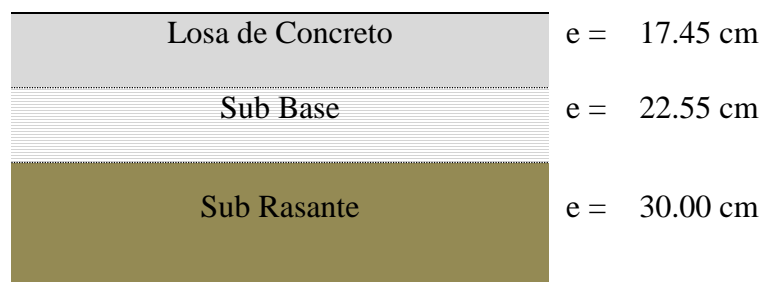 Losa de Concreto e = 17.45 cm
Sub Base e = 22.55 cm
Sub Rasante e = 30.00 cm